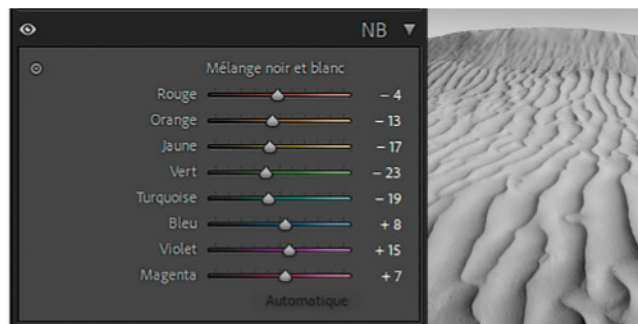 NB
Mélange noir et blanc
Rouge - 4
Orange - 13
Jaune - 17
Vert - 23
Turquoise - 19
Bleu + 8
Violet + 15
Magenta + 7
Automatique